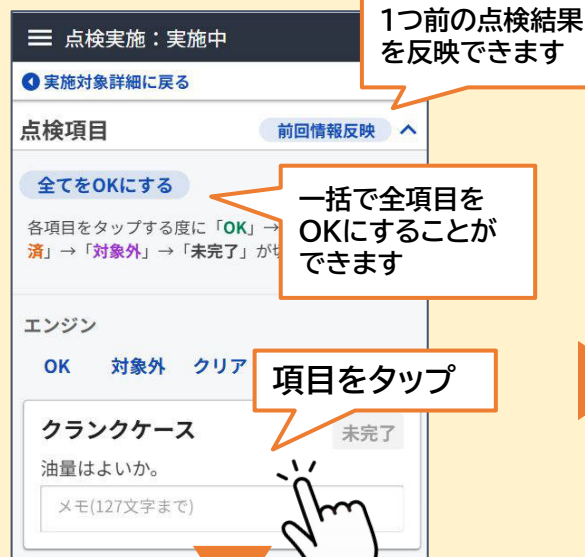 1つ前の点検結果
を反映できます
点検実施：実施中
実施対象詳細に戻る
点検項目
前回情報反映
全てをOKにする
一括で全項目を
OKにすることが
できます
各項目をタップする度に「OK」→
済」→「対象外」→「未完了」が
エンジン
OK 対象外 クリア
項目をタップ
クランクケース
未完了
油量はよいか。
メモ(127文字まで)